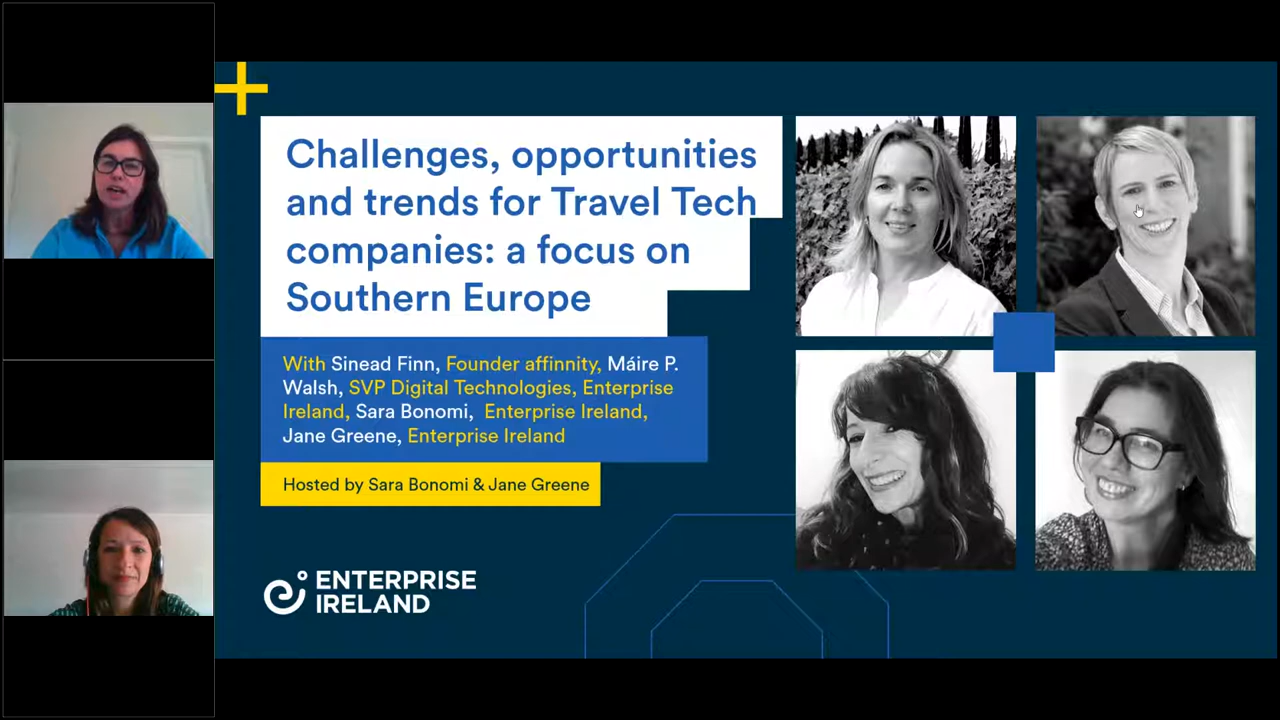 Challenges, opportunities
and trends for Travel Tech
companies: a focus on
Southern Europe
With Sinead Finn, Founder affinnity, Máire P.
Walsh, SVP Digital Technologies, Enterprise
Ireland, Sara Bonomi, Enterprise Ireland,
Jane Greene, Enterprise Ireland
Hosted by Sara Bonomi & Jane Greene
ENTERPRISE
IRELAND